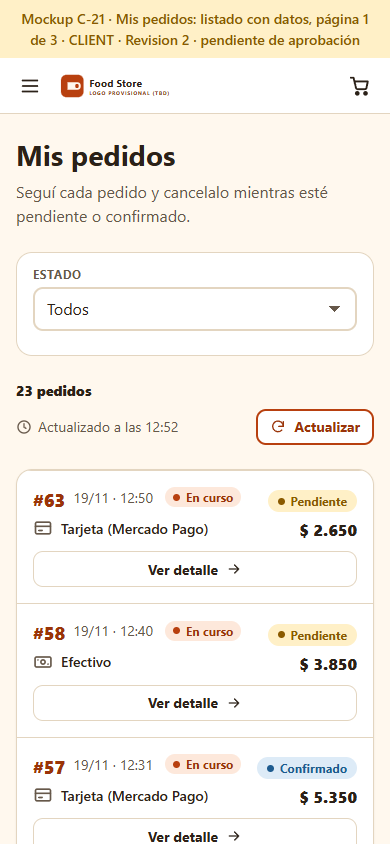 Mockup C-21 · Mis pedidos: listado con datos, página 1
de 3 · CLIENT · Revision 2 · pendiente de aprobación
Food Store
LOGO PROVISIONAL (TBD)
Mis pedidos
Seguí cada pedido y cancelalo mientras esté
pendiente o confirmado.
ESTADO
Todos
23 pedidos
Actualizado a las 12:52
Actualizar
#63 19/11 · 12:50 En curso Pendiente
Tarjeta (Mercado Pago) $ 2.650
Ver detalle
#58 19/11 · 12:40 En curso Pendiente
Efectivo $ 3.850
Ver detalle
#57 19/11 · 12:31 En curso Confirmado
Tarjeta (Mercado Pago) $ 5.350
Ver detalle